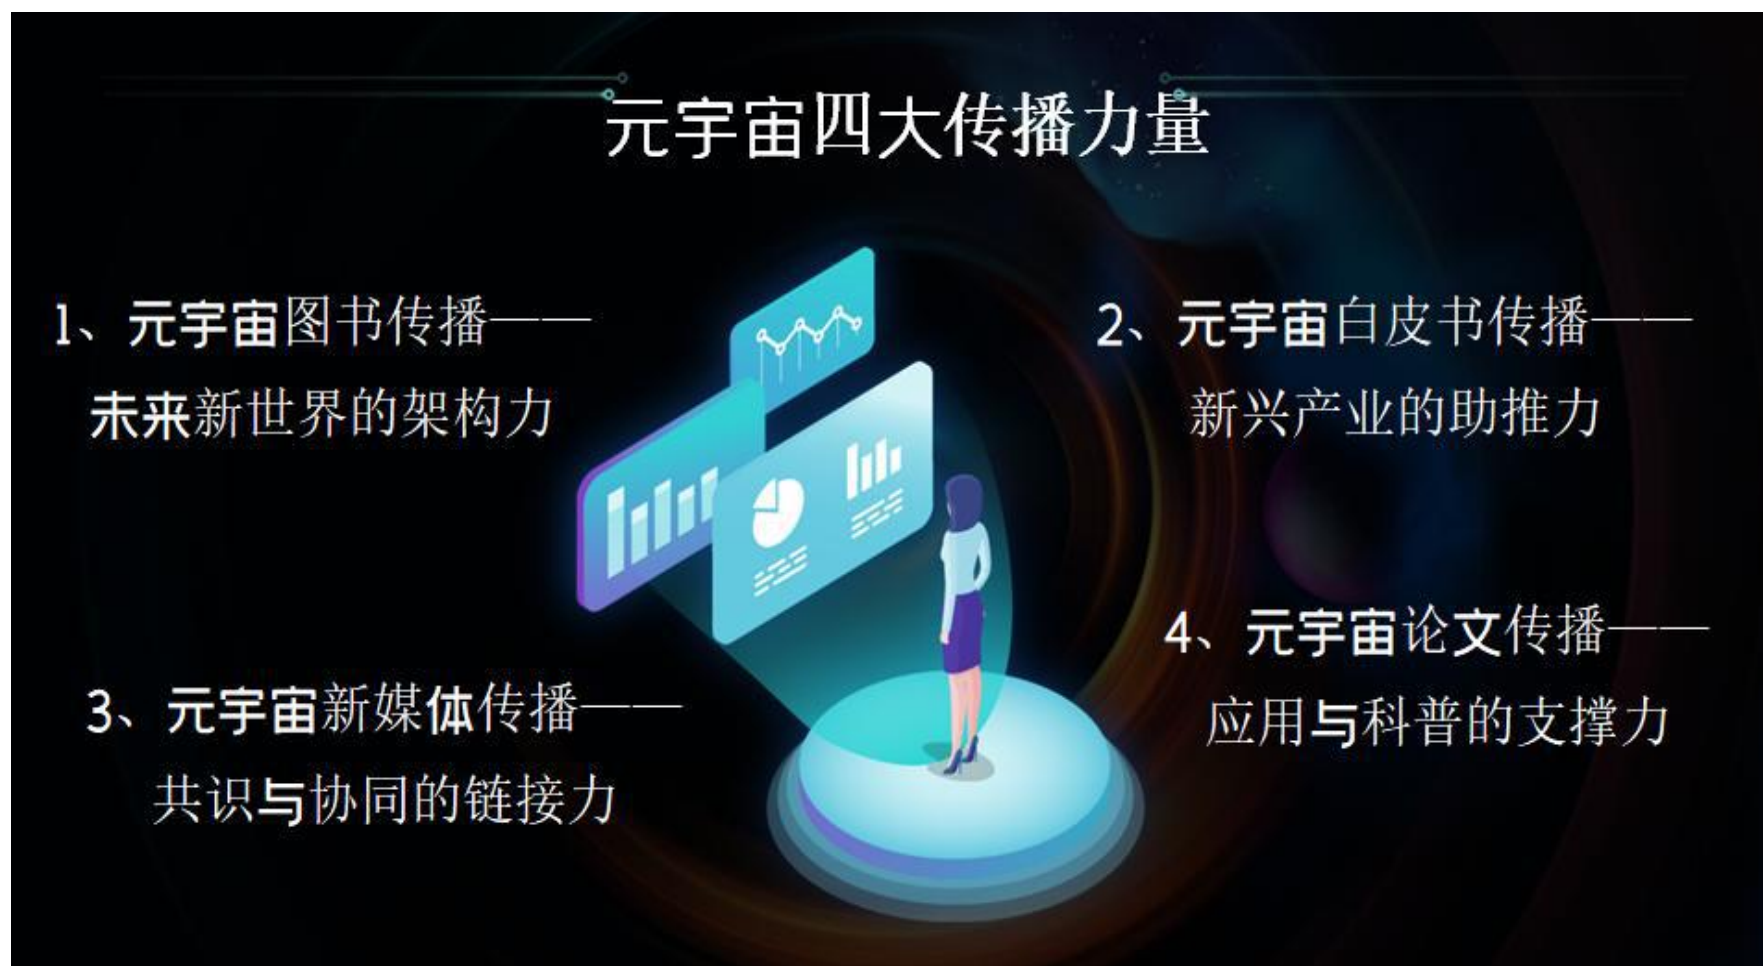 元宇宙四大传播力量
1、元宇宙图书传播——
未来新世界的架构力
2、元宇宙白皮书传播——
新兴产业的助推力
3、元宇宙新媒体传播——
共识与协同的链接力
4、元宇宙论文传播——
应用与科普的支撑力